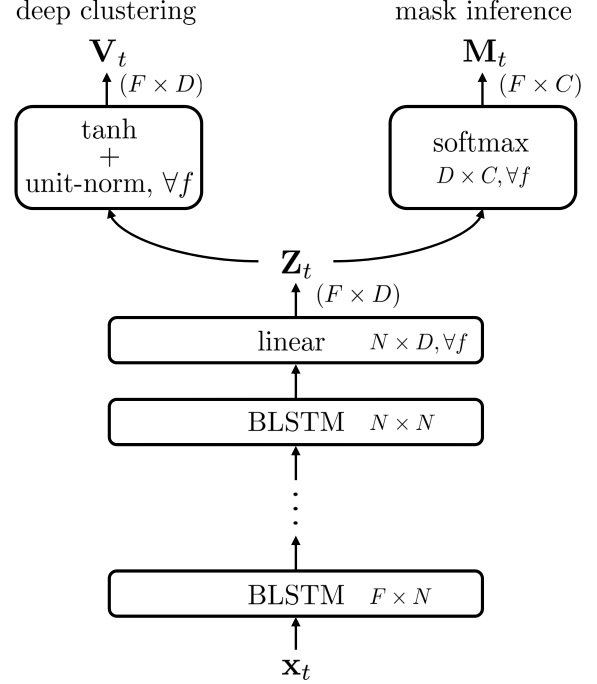 deep clustering
mask inference
V_t
M_t
(F × D)
(F × C)
tanh
+
unit-norm, ∀f
softmax
D × C, ∀f
Z_t
(F × D)
linear N × D, ∀f
BLSTM N × N
⋮
BLSTM F × N
x_t